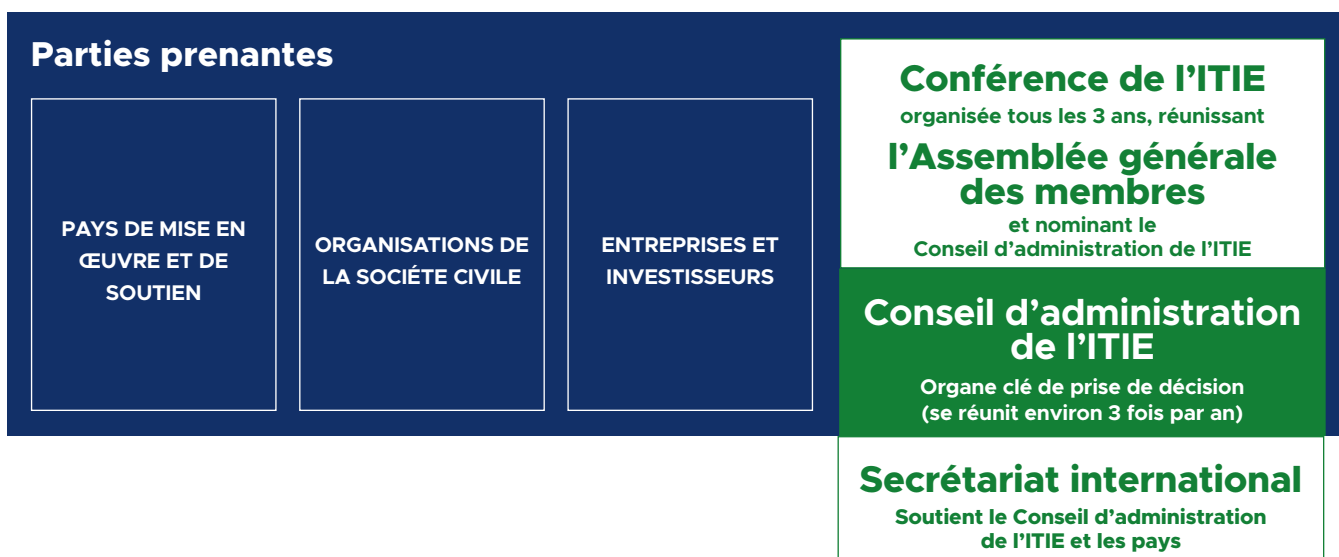 Parties prenantes
PAYS DE MISE EN
ŒUVRE ET DE
SOUTIEN
ORGANISATIONS DE
LA SOCIÉTE CIVILE
ENTREPRISES ET
INVESTISSEURS
Conférence de l'ITIE
organisée tous les 3 ans, réunissant
l'Assemblée générale
des membres
et nominant le
Conseil d'administration de l'ITIE
Conseil d'administration
de l'ITIE
Organe clé de prise de décision
(se réunit environ 3 fois par an)
Secrétariat international
Soutient le Conseil d'administration
de l'ITIE et les pays